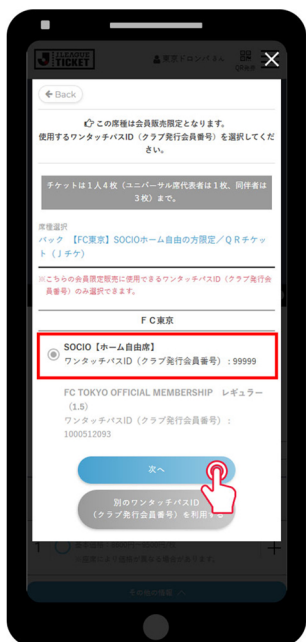 J.LEAGUE
TICKET
東京ドロンパ さん
QR発券
← Back
この席種は会員販売限定となります。
使用するワンタッチパスID（クラブ発行会員番号）を選択してくだ
さい。
チケットは1人4枚（ユニバーサル席代表者は1枚、同伴者は
3枚）まで。
席種選択
バック 【FC東京】SOCIOホーム自由の方限定／QRチケッ
ト（Jチケ）
※こちらの会員限定販売に使用できるワンタッチパスID（クラブ発行会
員番号）のみ選択できます。
FC東京
SOCIO【ホーム自由席】
ワンタッチパスID（クラブ発行会員番号）：99999
FC TOKYO OFFICIAL MEMBERSHIP レギュラー
（1.5）
ワンタッチパスID（クラブ発行会員番号）：
1000512093
次へ
別のワンタッチパスID
（クラブ発行会員番号）を利用する
1
その他の情報